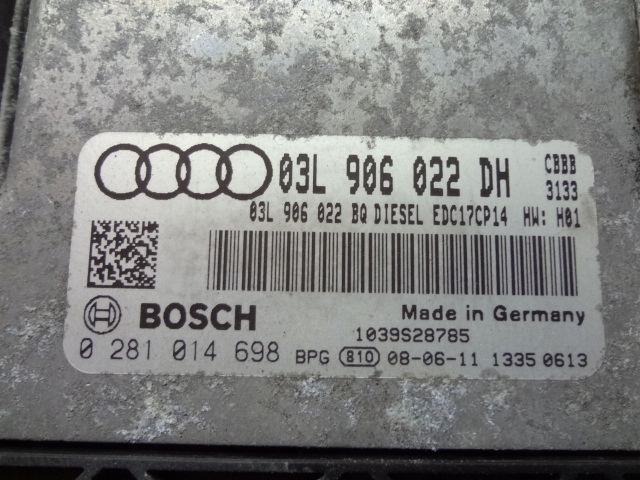 03L 906 022 DH CBBB
3133
03L 906 022 BQ DIESEL EDC17CP14 HW: H01
BOSCH Made in Germany
1039S28785
0 281 014 698 BPG 810 08-06-11 1335 0613